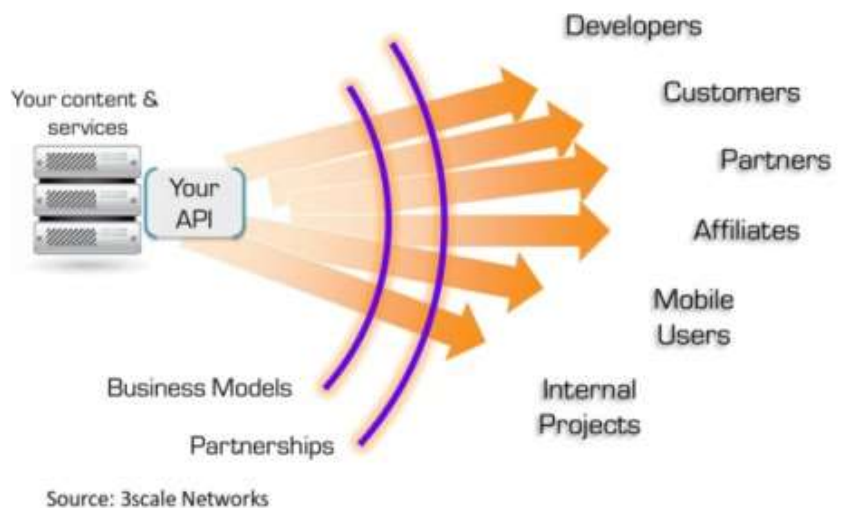 Developers
Your content &
services
Customers
Your
API
Partners
Affiliates
Mobile
Users
Business Models
Internal
Projects
Partnerships
Source: 3scale Networks